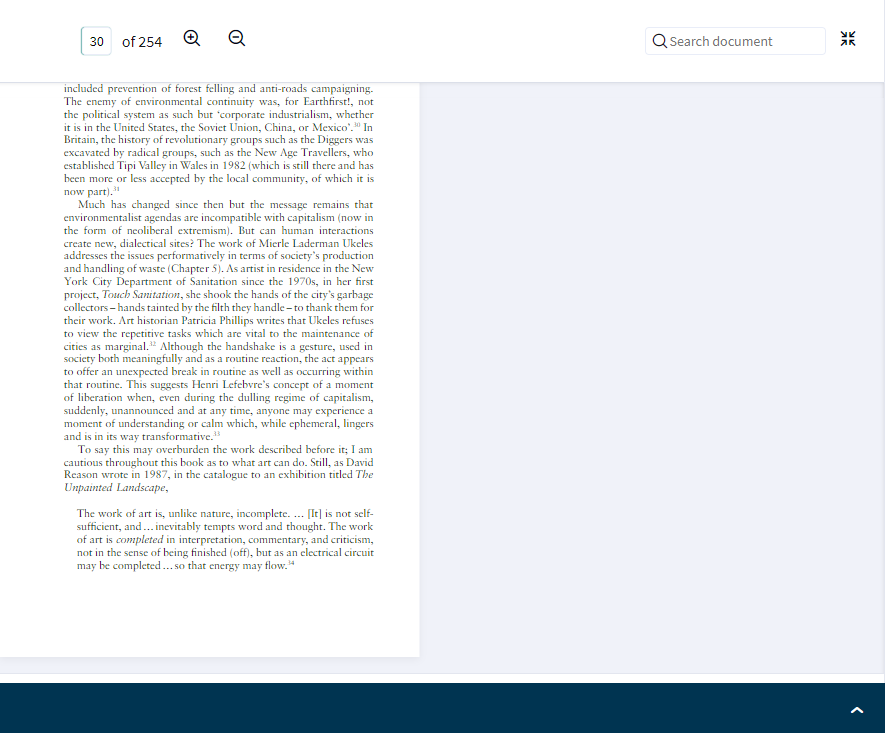 30 of 254
Search document
included prevention of forest felling and anti-roads campaigning.
The enemy of environmental continuity was, for Earthfirst!, not
the political system as such but ‘corporate industrialism, whether
it is in the United States, the Soviet Union, China, or Mexico’.³⁰ In
Britain, the history of revolutionary groups such as the Diggers was
excavated by radical groups, such as the New Age Travellers, who
established Tipi Valley in Wales in 1982 (which is still there and has
been more or less accepted by the local community, of which it is
now part).³¹
Much has changed since then but the message remains that
environmentalist agendas are incompatible with capitalism (now in
the form of neoliberal extremism). But can human interactions
create new, dialectical sites? The work of Mierle Laderman Ukeles
addresses the issues performatively in terms of society’s production
and handling of waste (Chapter 5). As artist in residence in the New
York City Department of Sanitation since the 1970s, in her first
project, Touch Sanitation, she shook the hands of the city’s garbage
collectors – hands tainted by the filth they handle – to thank them for
their work. Art historian Patricia Phillips writes that Ukeles refuses
to view the repetitive tasks which are vital to the maintenance of
cities as marginal.³² Although the handshake is a gesture, used in
society both meaningfully and as a routine reaction, the act appears
to offer an unexpected break in routine as well as occurring within
that routine. This suggests Henri Lefebvre’s concept of a moment
of liberation when, even during the dulling regime of capitalism,
suddenly, unannounced and at any time, anyone may experience a
moment of understanding or calm which, while ephemeral, lingers
and is in its way transformative.³³
To say this may overburden the work described before it; I am
cautious throughout this book as to what art can do. Still, as David
Reason wrote in 1987, in the catalogue to an exhibition titled The
Unpainted Landscape,
The work of art is, unlike nature, incomplete. … [It] is not self-
sufficient, and … inevitably tempts word and thought. The work
of art is completed in interpretation, commentary, and criticism,
not in the sense of being finished (off), but as an electrical circuit
may be completed … so that energy may flow.³⁴